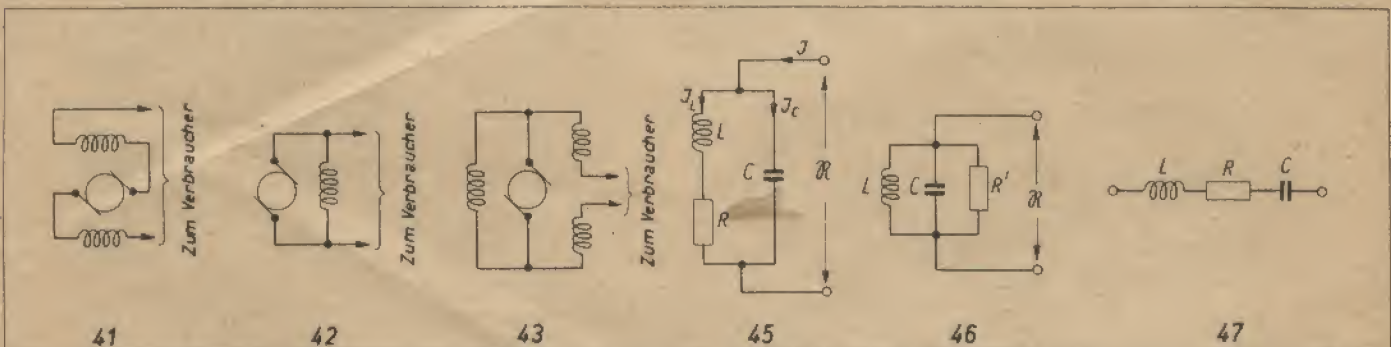 Zum Verbraucher
Zum Verbraucher
Zum Verbraucher
J
J_L
J_C
L
C
R
ℜ
L
C
R'
ℜ
L
R
C
41
42
43
45
46
47